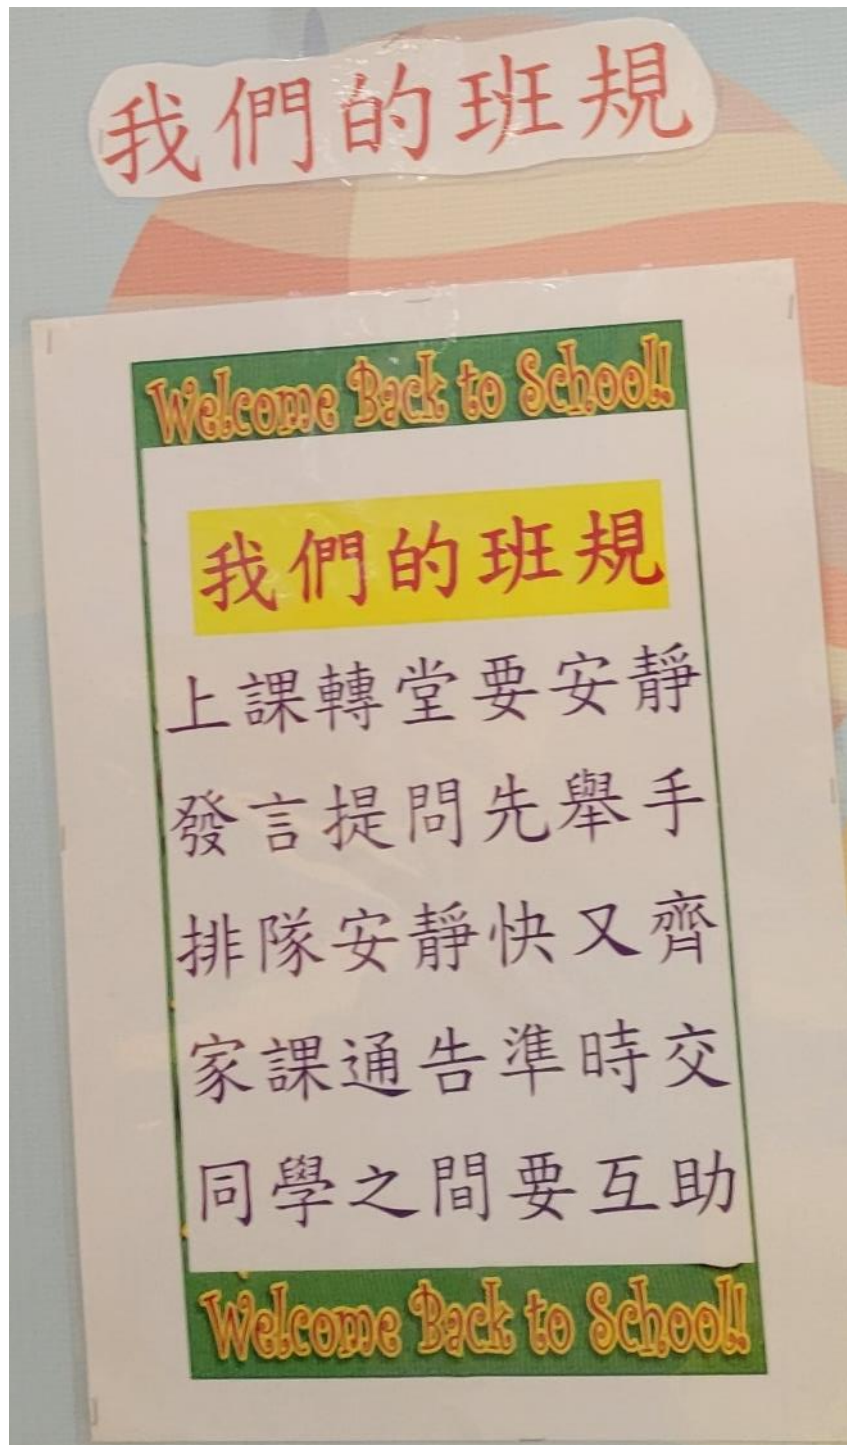 我們的班規
Welcome Back to School!!
我們的班規
上課轉堂要安靜
發言提問先舉手
排隊安靜快又齊
家課通告準時交
同學之間要互助
Welcome Back to School!!